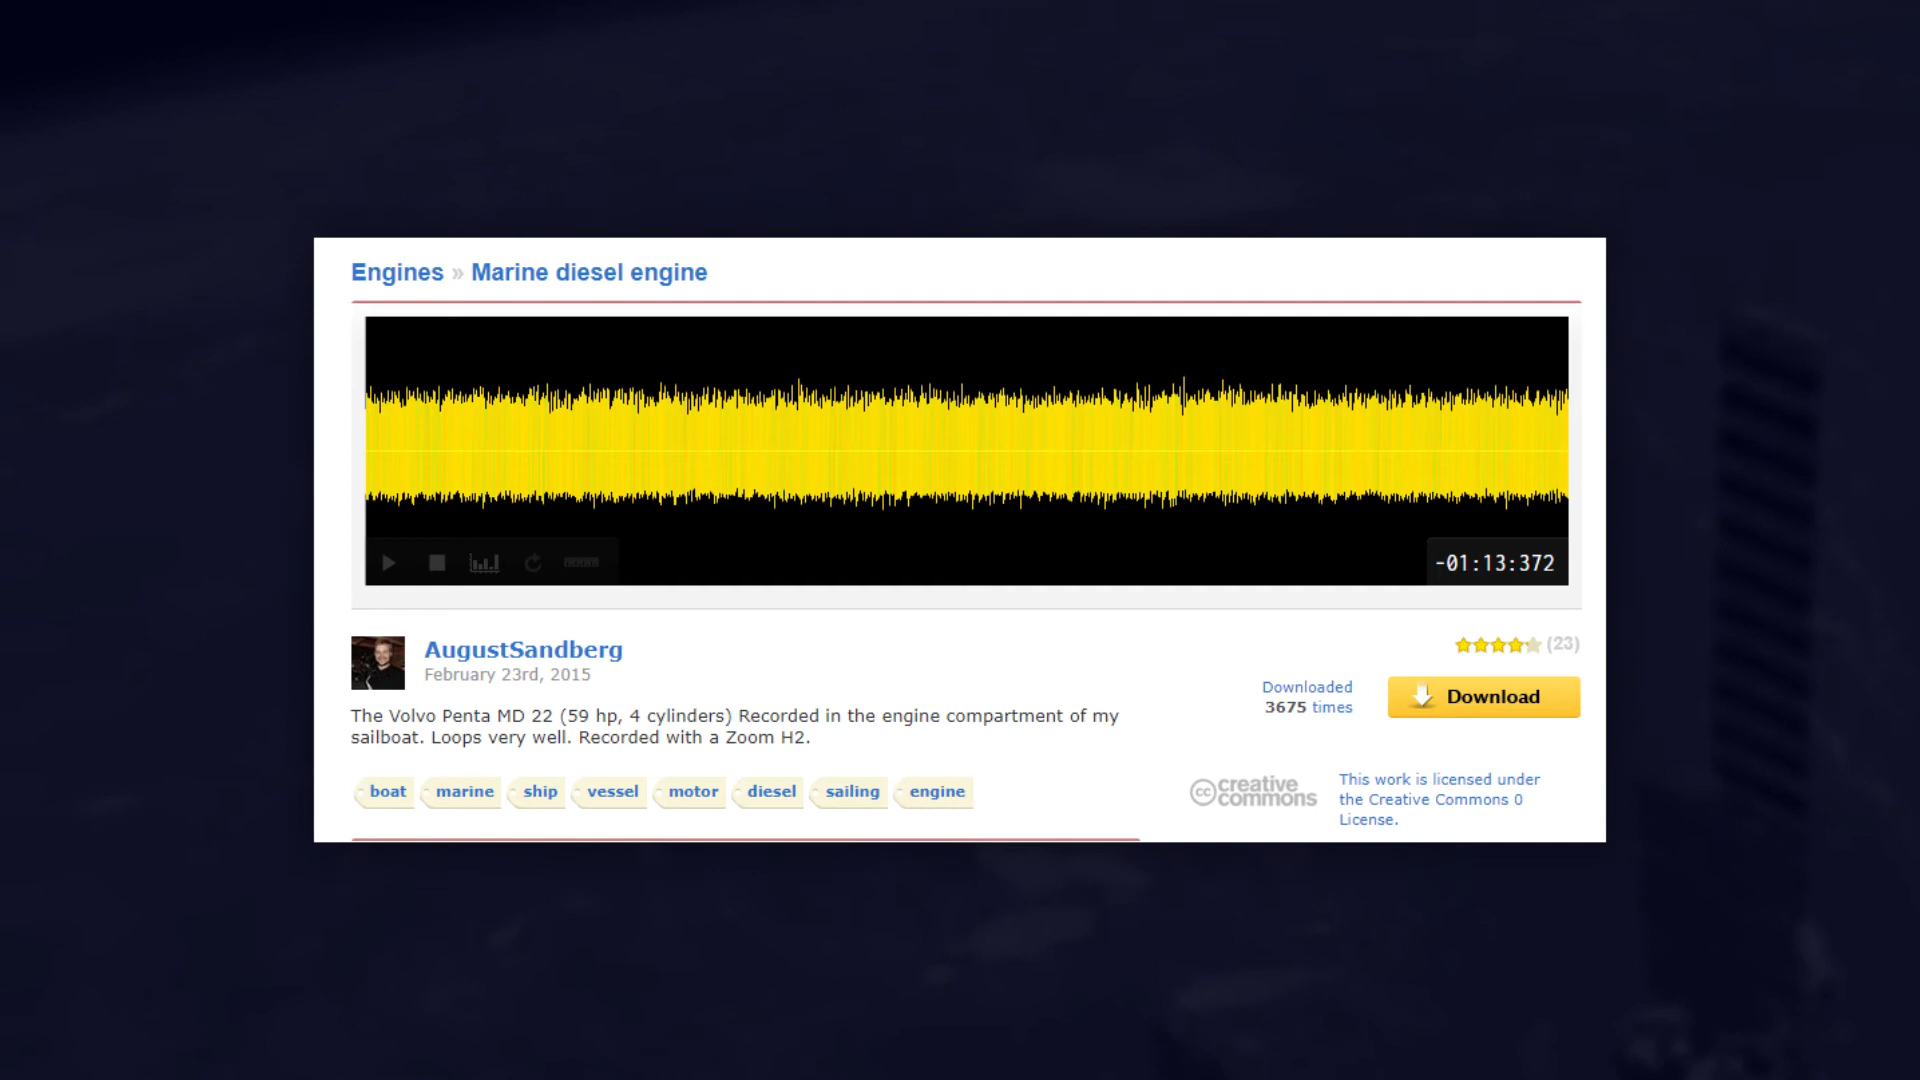 Engines » Marine diesel engine
-01:13:372
AugustSandberg
February 23rd, 2015
(23)
Downloaded
3675 times
Download
The Volvo Penta MD 22 (59 hp, 4 cylinders) Recorded in the engine compartment of my
sailboat. Loops very well. Recorded with a Zoom H2.
boat marine ship vessel motor diesel sailing engine
cc creative commons
This work is licensed under
the Creative Commons 0
License.